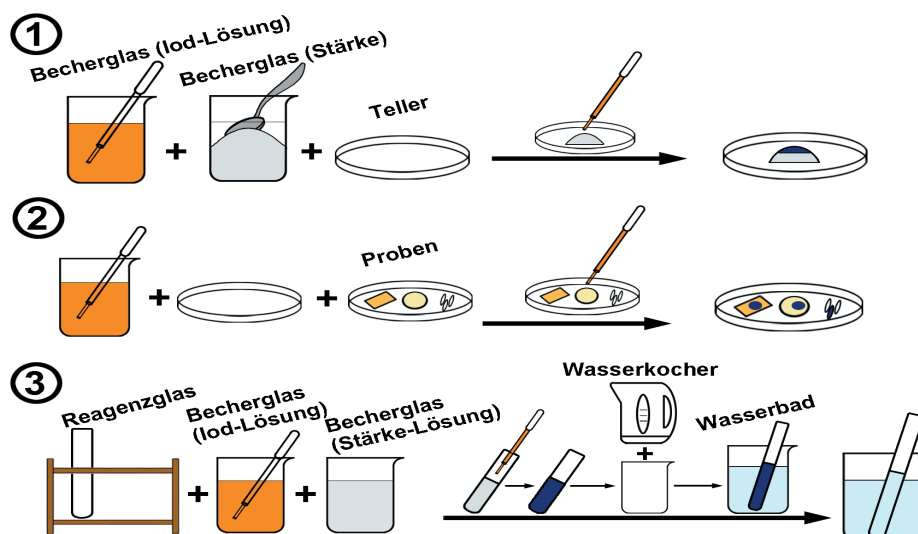 1
Becherglas (Iod-Lösung)
Becherglas (Stärke)
Teller
+
+
2
Proben
+
+
3
Reagenzglas
Becherglas
(Iod-Lösung)
Becherglas
(Stärke-Lösung)
Wasserkocher
Wasserbad
+
+
+